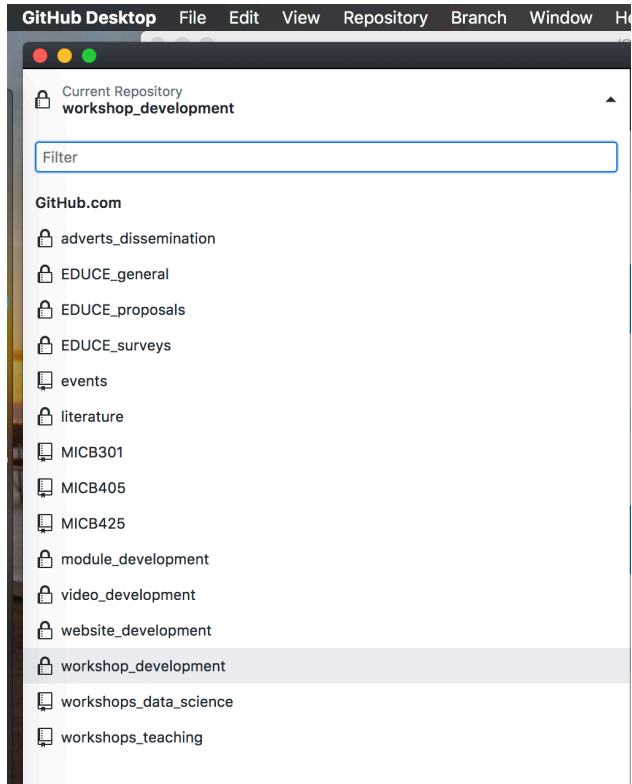 GitHub Desktop File Edit View Repository Branch Window
Current Repository
workshop_development
Filter
GitHub.com
adverts_dissemination
EDUCE_general
EDUCE_proposals
EDUCE_surveys
events
literature
MICB301
MICB405
MICB425
module_development
video_development
website_development
workshop_development
workshops_data_science
workshops_teaching